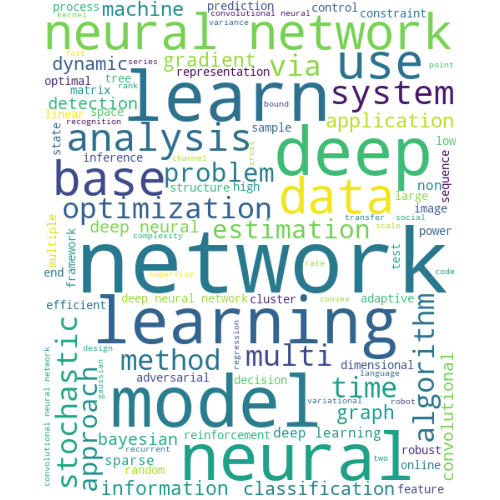 process
machine
prediction
control
constraint
kernel
convolutional neural
variance
neural network
use
fast
series
dynamic
gradient
via
point
optimal
tree
representation
matrix
rank
learn
system
detection
space
bound
linear
recognition
sample
application
state
analysis
deep
low
inference
channel
cross
sequence
base
problem
data
non
structure
high
large
optimization
image
multiple
transfer
social
deep neural
estimation
scale
power
framework
complexity
network
test
end
supervise
rate
code
efficient
deep neural network
cluster
convex
adaptive
learning
algorithm
stochastic
design
regression
method
multi
dimensional
convolutional neural network
approach
gaussian
adversarial
decision
language
time
convolutional
model
variational
robot
graph
bayesian
reinforcement
deep learning
robust
recurrent
neural
two
sparse
random
online
information
classification
feature